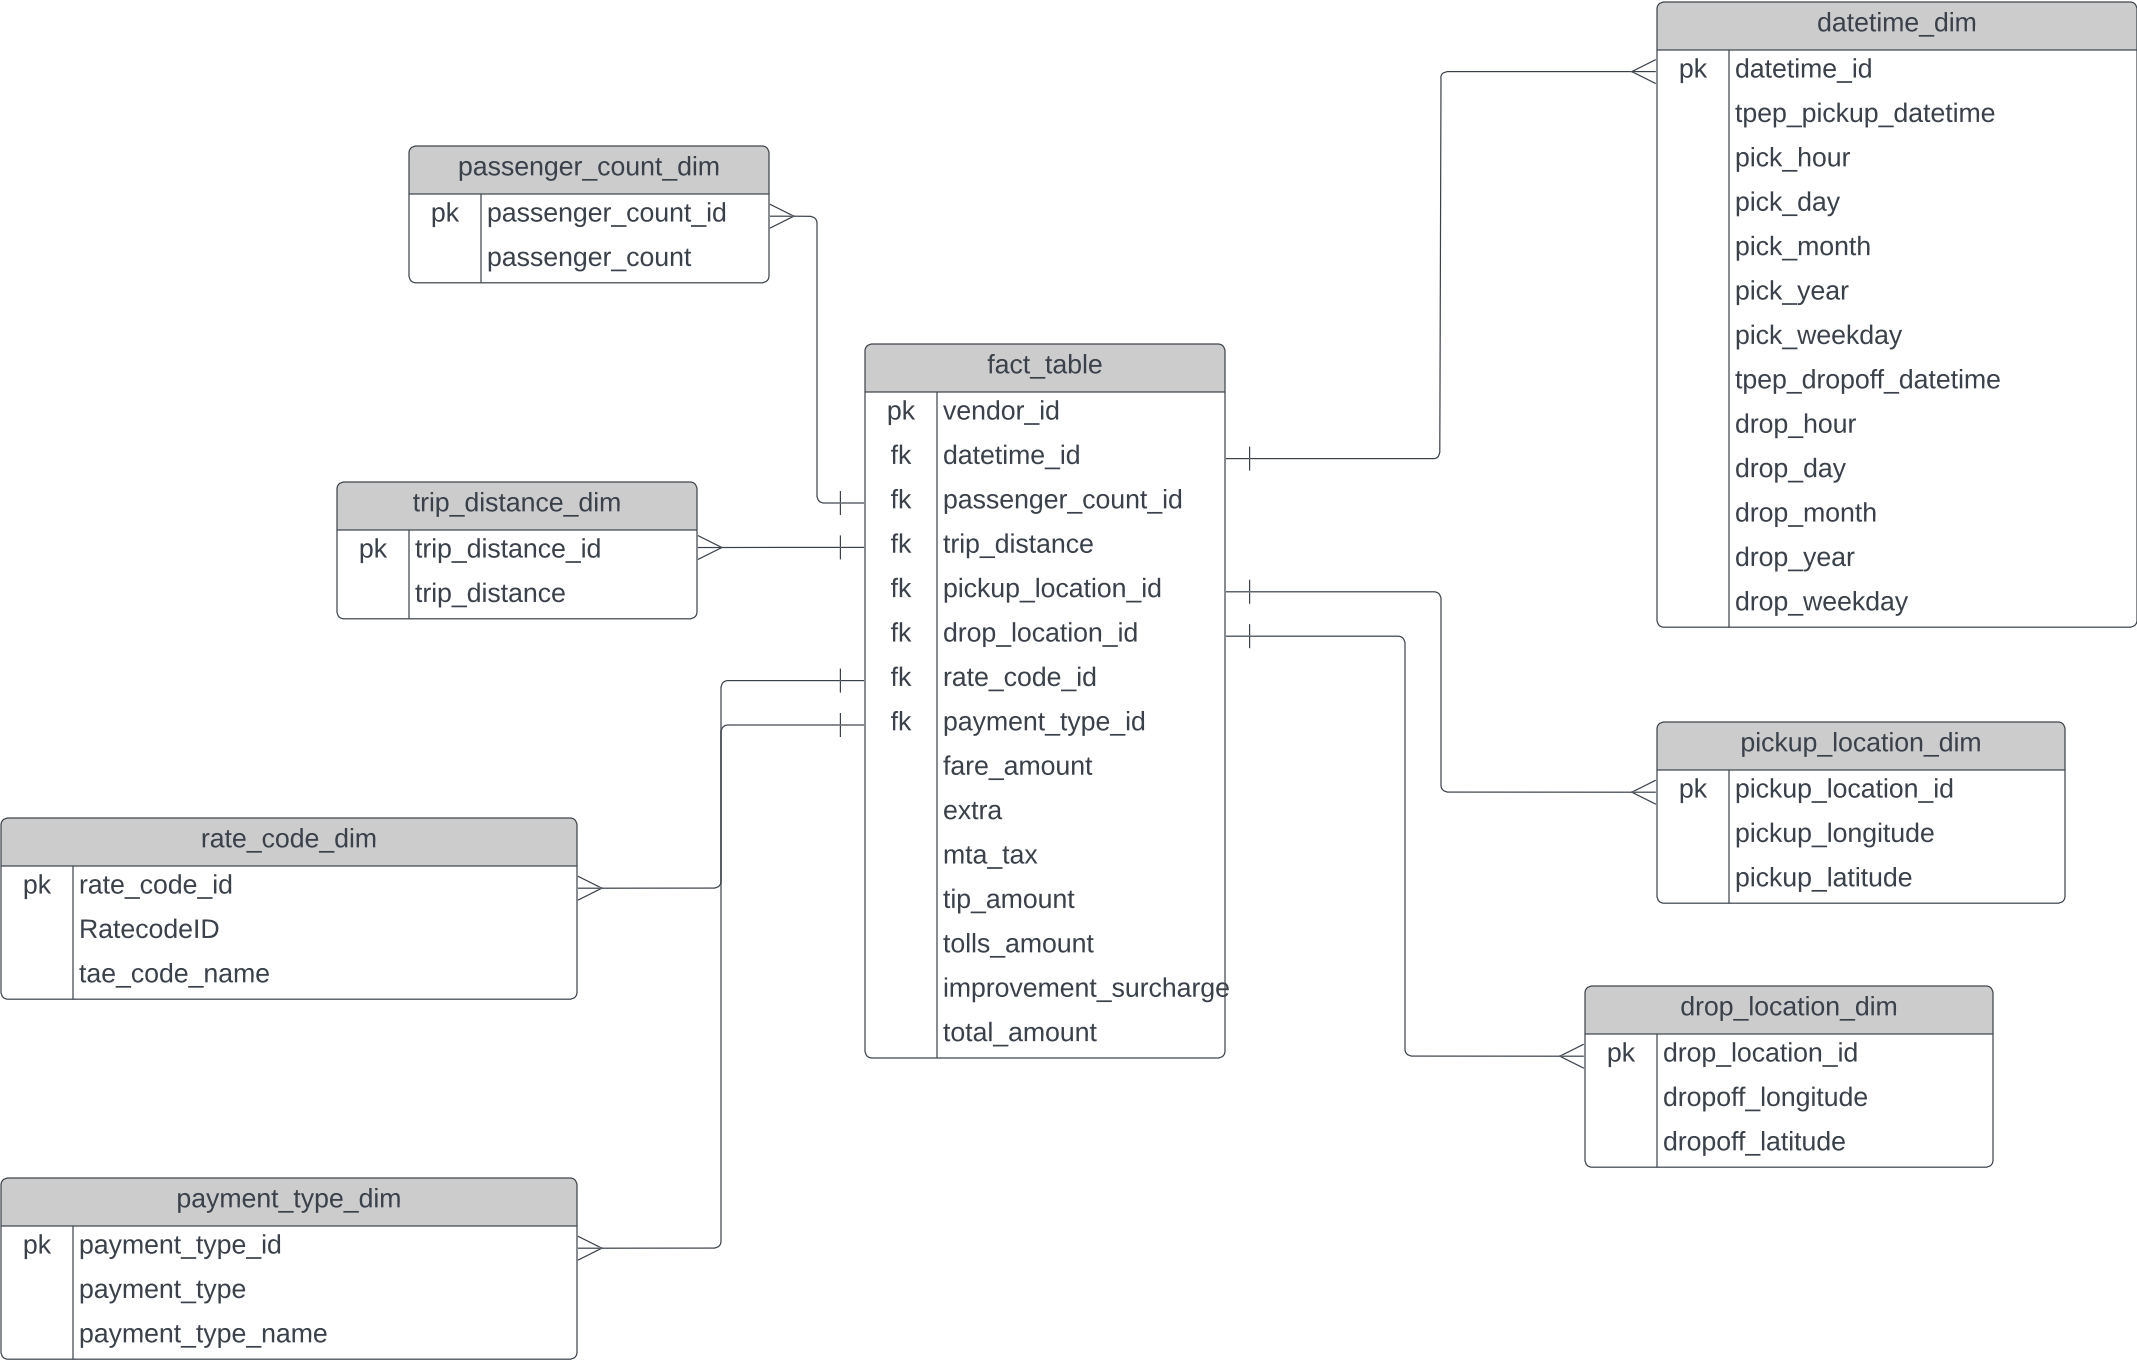 datetime_dim
pk datetime_id
tpep_pickup_datetime
pick_hour
pick_day
pick_month
pick_year
pick_weekday
tpep_dropoff_datetime
drop_hour
drop_day
drop_month
drop_year
drop_weekday
passenger_count_dim
pk passenger_count_id
passenger_count
fact_table
pk vendor_id
fk datetime_id
fk passenger_count_id
fk trip_distance
fk pickup_location_id
fk drop_location_id
fk rate_code_id
fk payment_type_id
fare_amount
extra
mta_tax
tip_amount
tolls_amount
improvement_surcharge
total_amount
trip_distance_dim
pk trip_distance_id
trip_distance
pickup_location_dim
pk pickup_location_id
pickup_longitude
pickup_latitude
rate_code_dim
pk rate_code_id
RatecodeID
tae_code_name
drop_location_dim
pk drop_location_id
dropoff_longitude
dropoff_latitude
payment_type_dim
pk payment_type_id
payment_type
payment_type_name